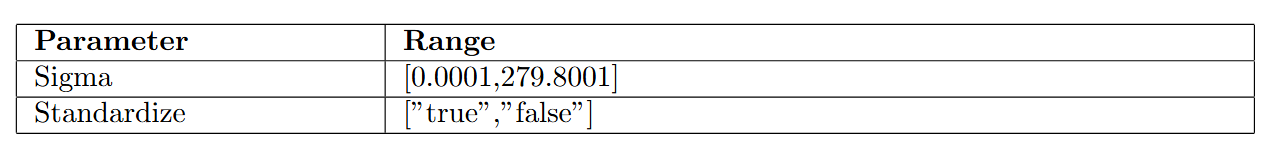 Parameter Range
Sigma [0.0001,279.8001]
Standardize [”true”,”false”]